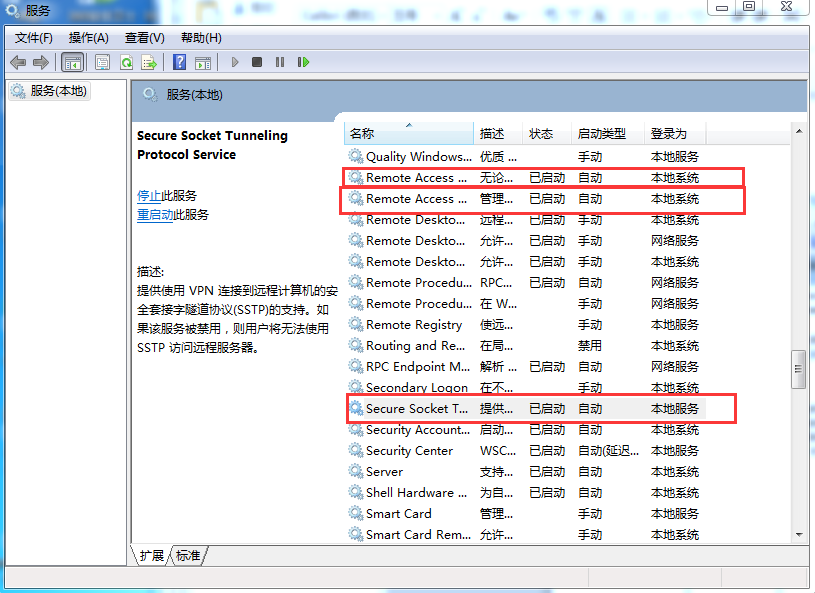 服务
文件(F) 操作(A) 查看(V) 帮助(H)
服务(本地)
服务(本地)
Secure Socket Tunneling
Protocol Service
停止此服务
重启动此服务
描述:
提供使用 VPN 连接到远程计算机的安
全套接字隧道协议(SSTP)的支持。如
果该服务被禁用，则用户将无法使用
SSTP 访问远程服务器。
名称 描述 状态 启动类型 登录为
Quality Windows... 优质 ... 手动 本地服务
Remote Access ... 无论... 已启动 自动 本地系统
Remote Access ... 管理... 已启动 自动 本地系统
Remote Deskto... 远程... 已启动 手动 本地系统
Remote Deskto... 允许... 已启动 手动 网络服务
Remote Deskto... 允许... 已启动 手动 本地系统
Remote Procedu... RPC... 已启动 自动 网络服务
Remote Procedu... 在 W... 手动 网络服务
Remote Registry 使远... 手动 本地服务
Routing and Re... 在局... 禁用 本地系统
RPC Endpoint M... 解析 ... 已启动 自动 网络服务
Secondary Logon 在不... 手动 本地系统
Secure Socket T... 提供... 已启动 自动 本地服务
Security Account... 启动... 已启动 自动 本地系统
Security Center WSC... 已启动 自动(延迟... 本地服务
Server 支持... 已启动 自动 本地系统
Shell Hardware ... 为自... 已启动 自动 本地系统
Smart Card 管理... 手动 本地服务
Smart Card Rem... 允许... 手动 本地系统
扩展 标准